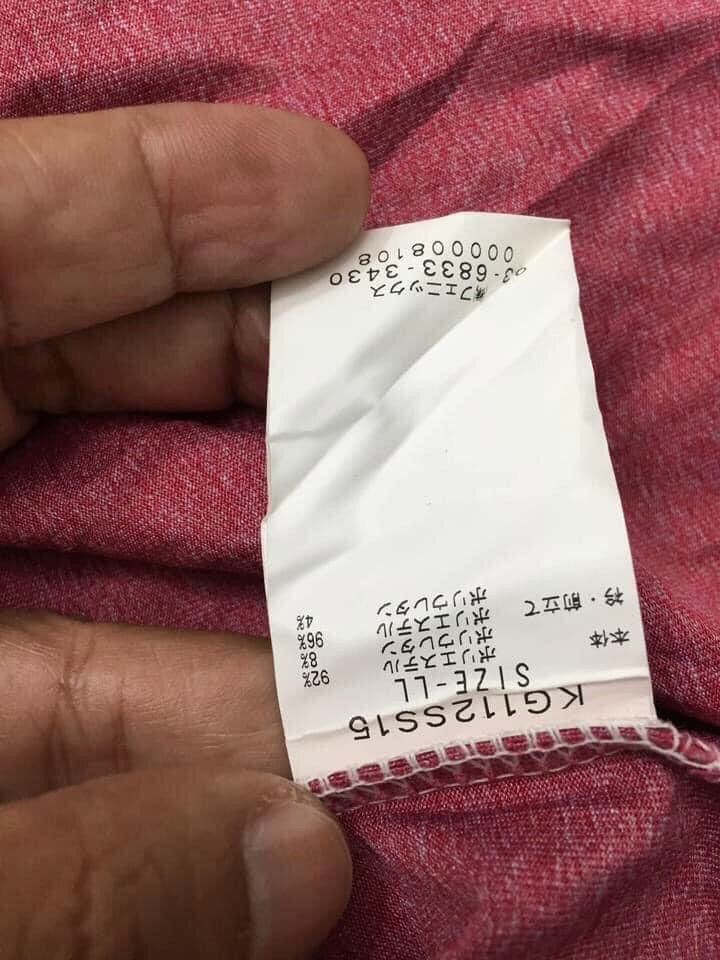 KG112SS15
SIZE-LL
本体 ポリエステル 92%
ポリウレタン 8%
衿・前立て ポリエステル 96%
ポリウレタン 4%
㈱フェニックス
03-6833-3430
000008108